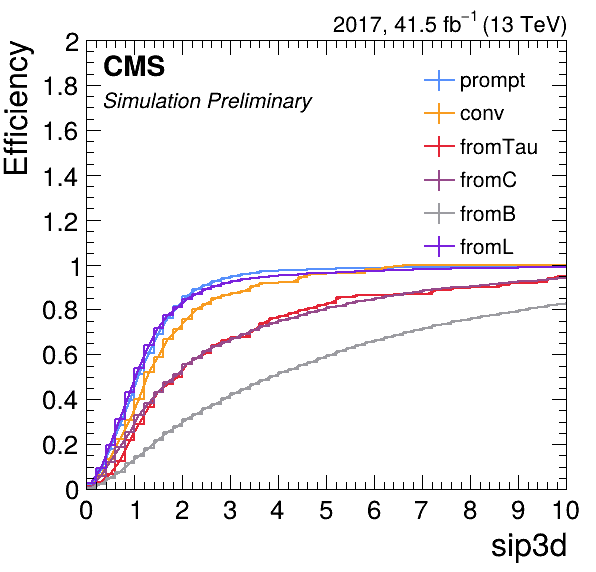 2017, 41.5 fb⁻¹ (13 TeV)
CMS
Simulation Preliminary
prompt
conv
fromTau
fromC
fromB
fromL
Efficiency
2
1.8
1.6
1.4
1.2
1
0.8
0.6
0.4
0.2
0
0 1 2 3 4 5 6 7 8 9 10
sip3d